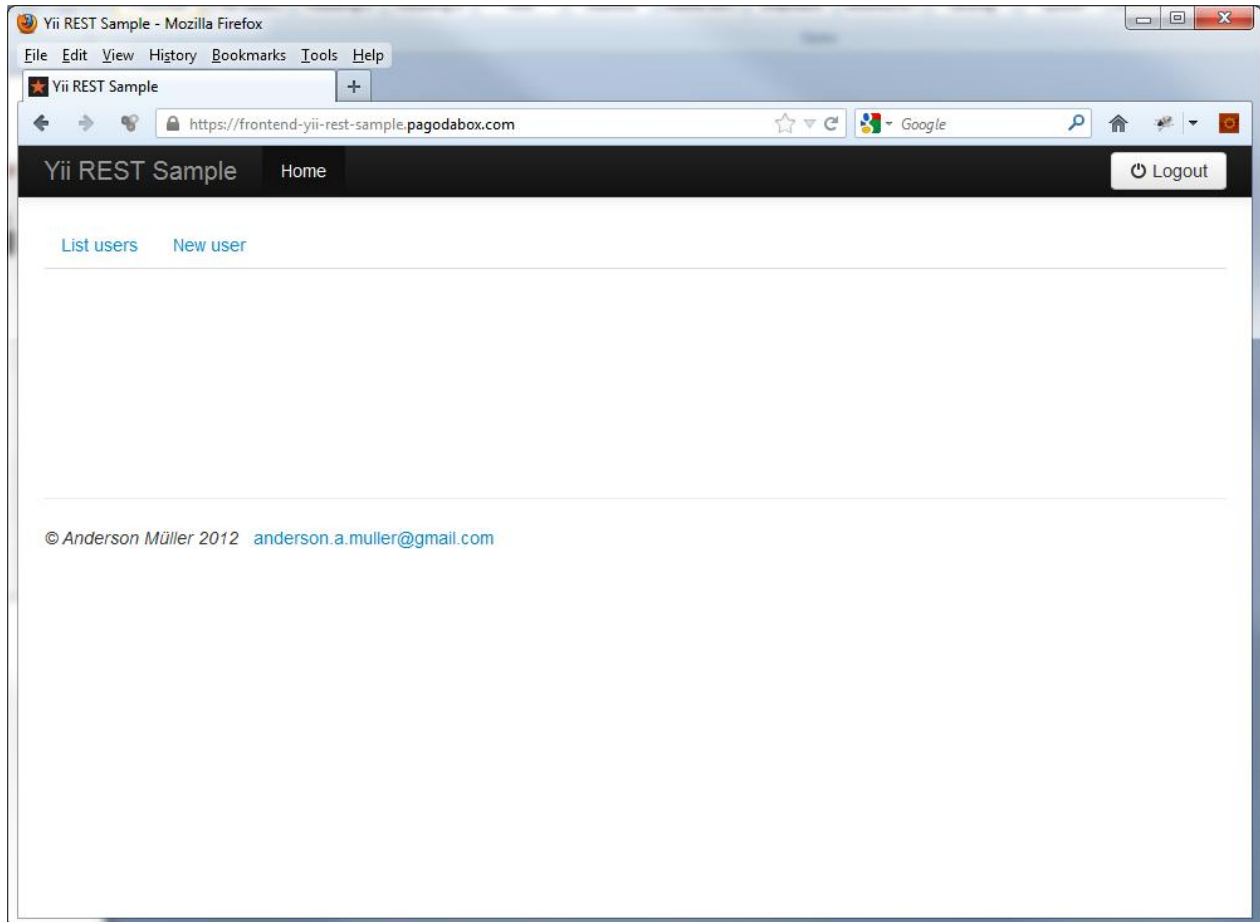 Yii REST Sample - Mozilla Firefox
File Edit View History Bookmarks Tools Help
Yii REST Sample
https://frontend-yii-rest-sample.pagodabox.com
Google
Yii REST Sample Home Logout
List users New user
© Anderson Müller 2012 anderson.a.muller@gmail.com